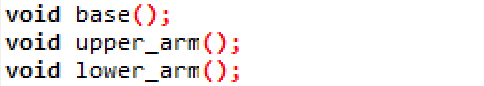 void base();
void upper_arm();
void lower_arm();